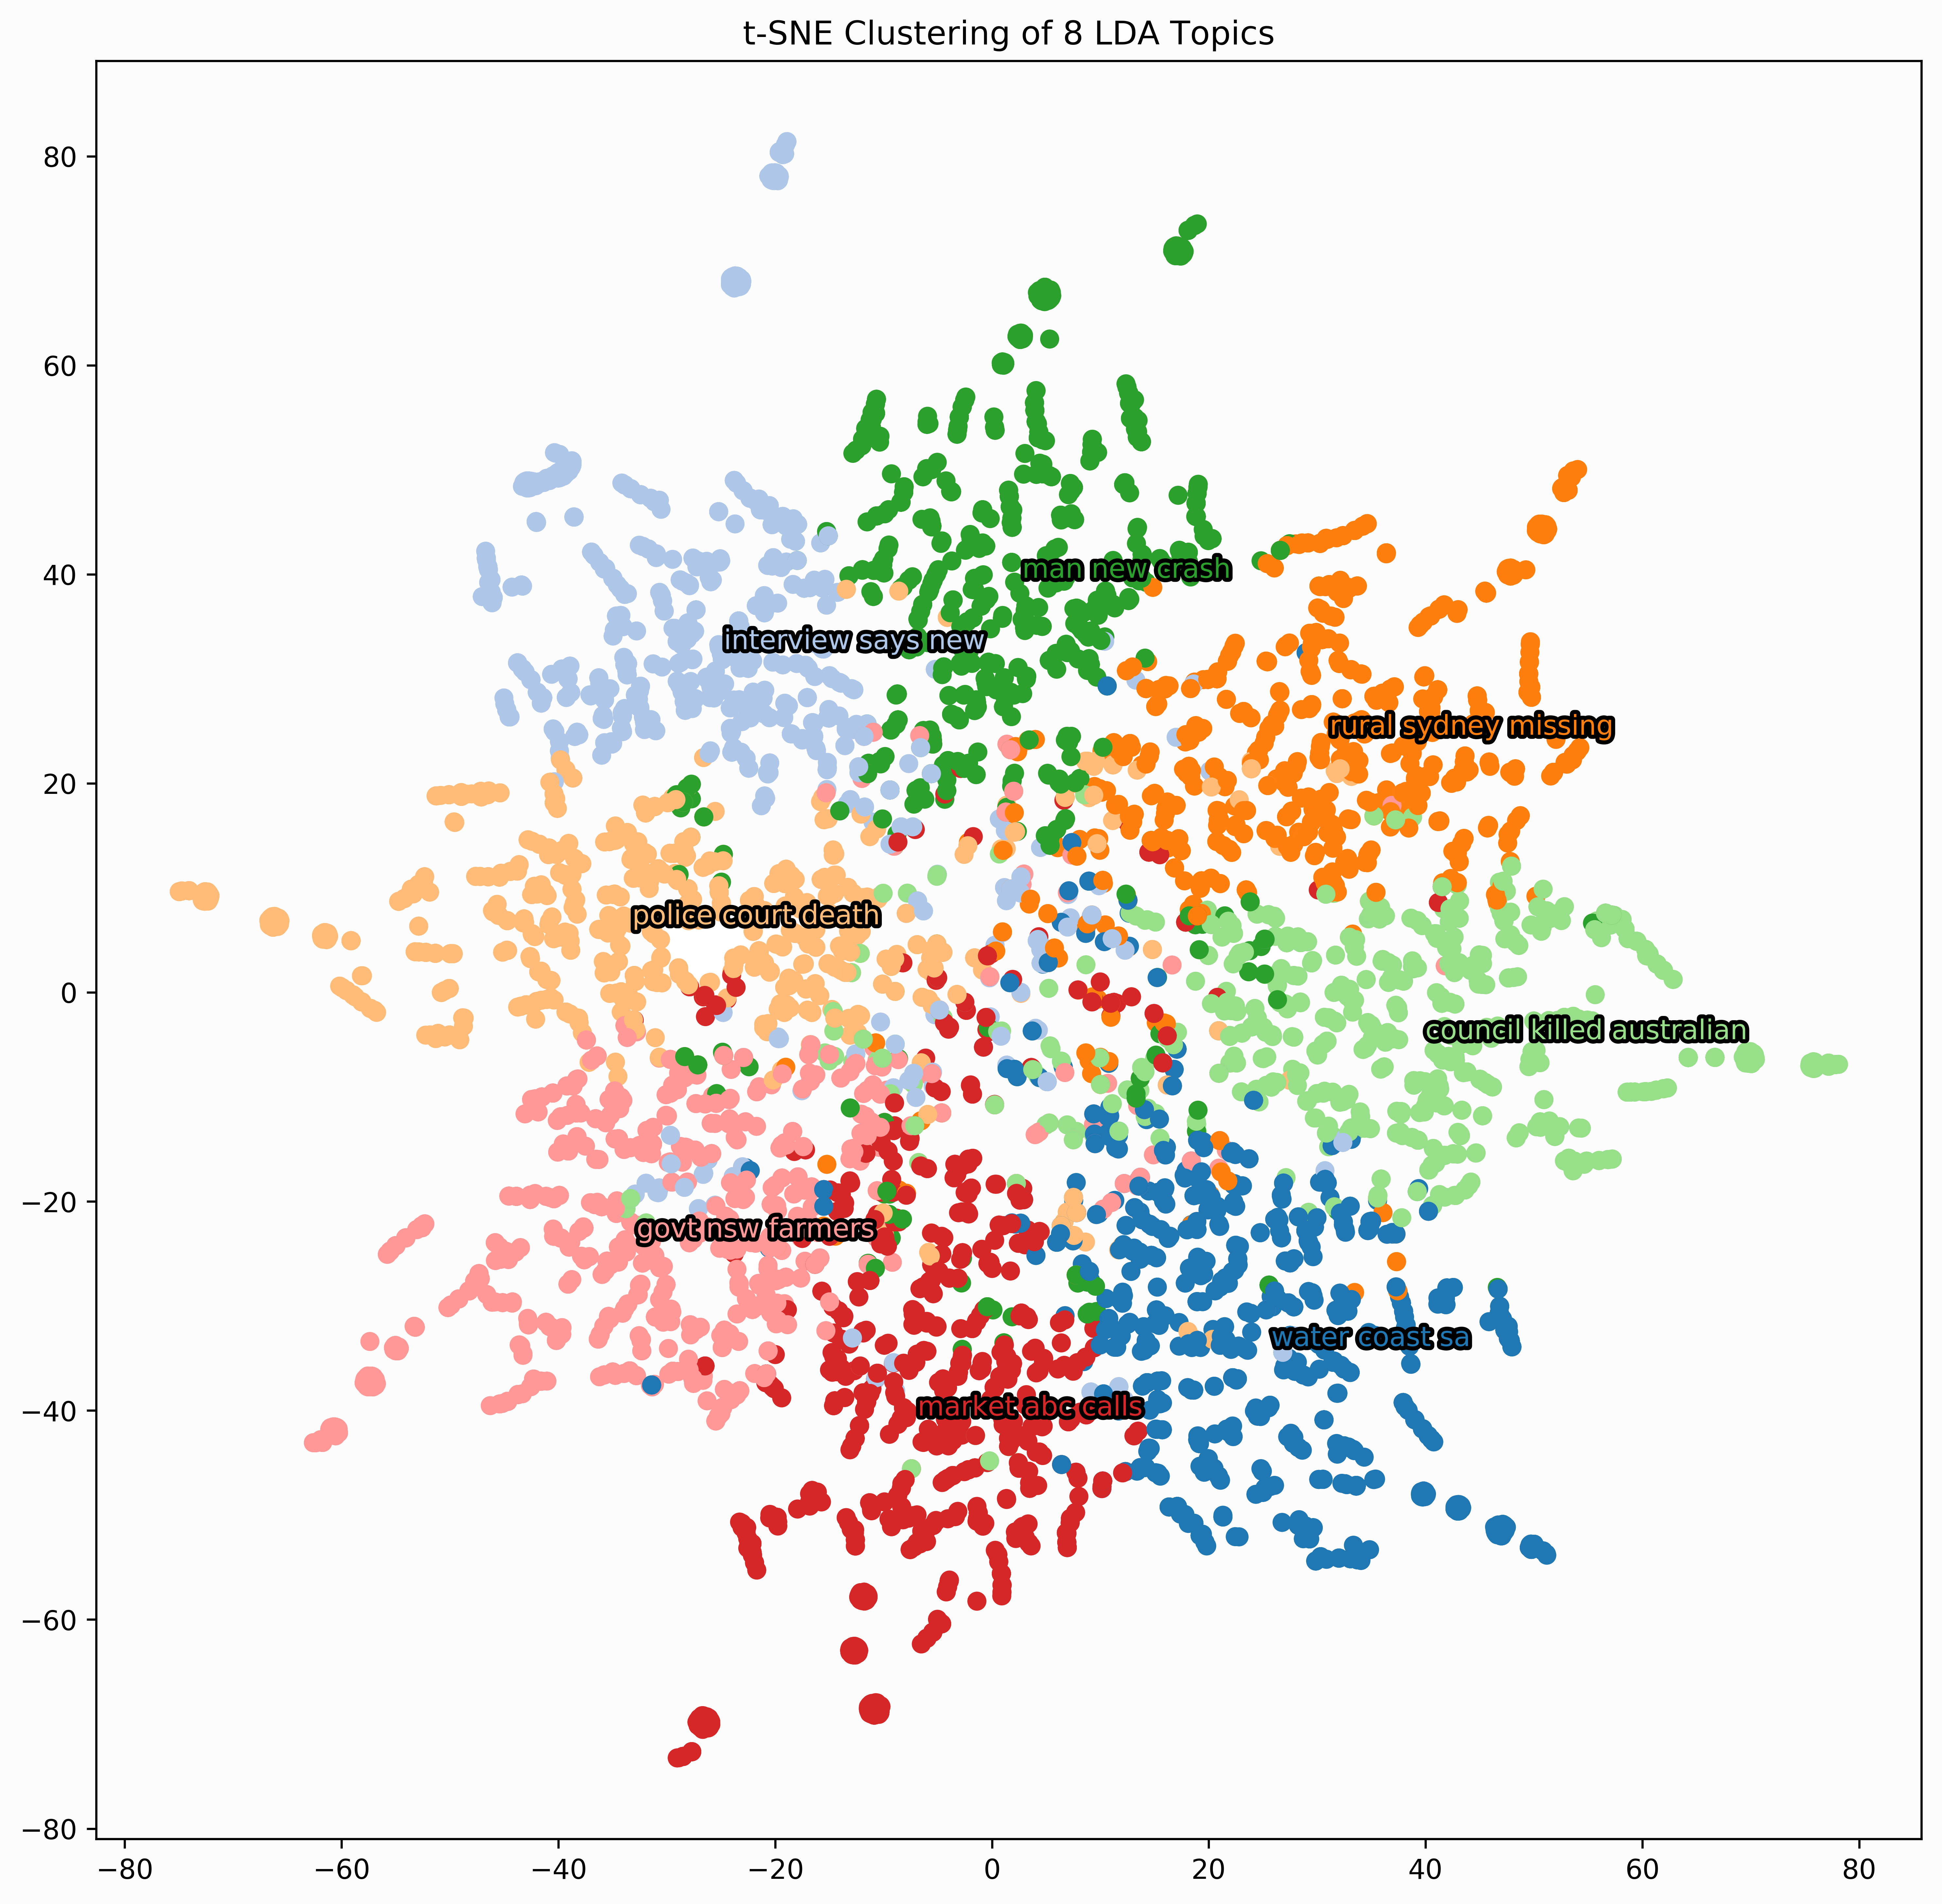 t-SNE Clustering of 8 LDA Topics
80
60
40
20
0
−20
−40
−60
−80
man new crash
interview says new
rural sydney missing
police court death
council killed australian
govt nsw farmers
water coast sa
market abc calls
−80 −60 −40 −20 0 20 40 60 80